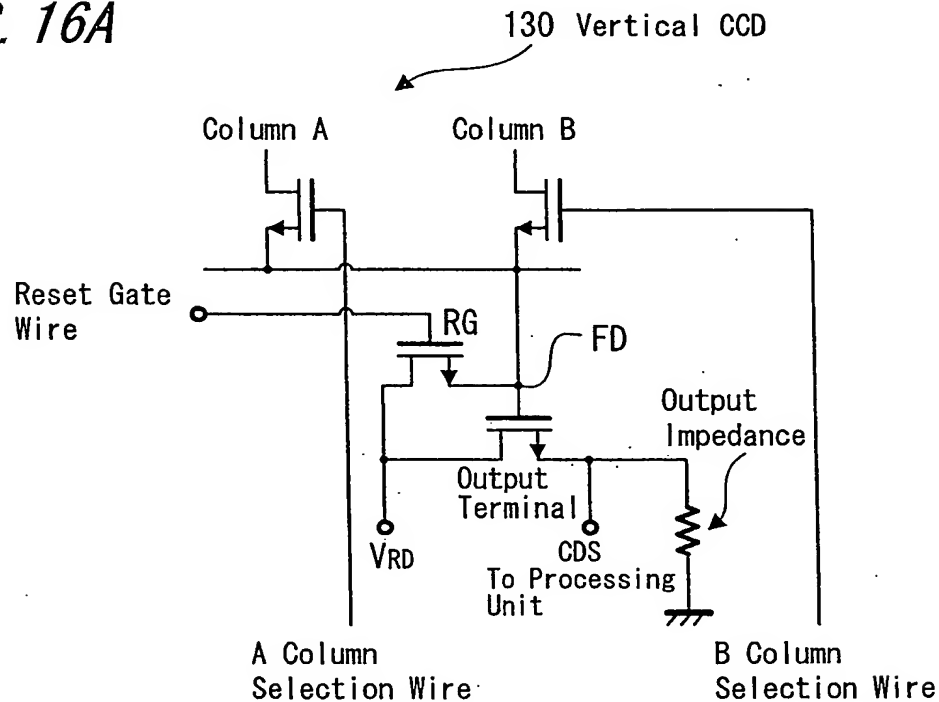 16A
130 Vertical CCD
Column A
Column B
Reset Gate
Wire
RG
FD
Output
Impedance
Output
Terminal
VRD
CDS
To Processing
Unit
A Column
Selection Wire
B Column
Selection Wire